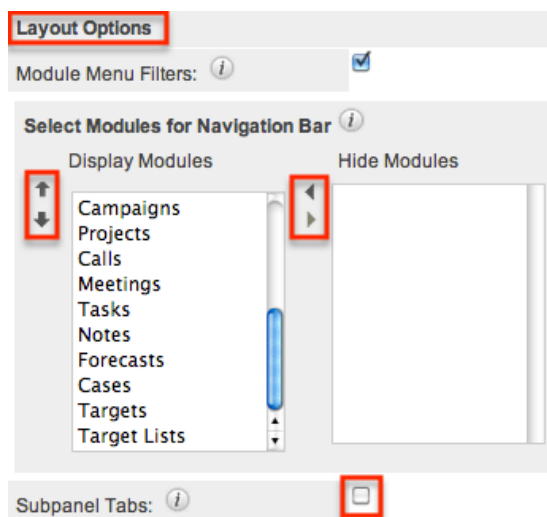 Layout Options
Module Menu Filters: i
Select Modules for Navigation Bar i
Display Modules
Hide Modules
Campaigns
Projects
Calls
Meetings
Tasks
Notes
Forecasts
Cases
Targets
Target Lists
Subpanel Tabs: i